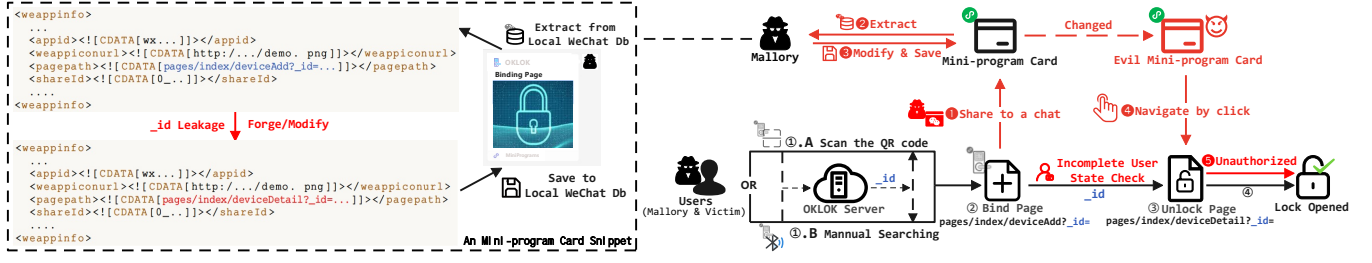 <weappinfo>
...
<appid><![CDATA[wx...]]></appid>
<weappiconurl><![CDATA[http:/.../demo. png]]></weappiconurl>
<pagepath><![CDATA[pages/index/deviceAdd?_id=...]]></pagepath>
<shareId><![CDATA[0_..]]></shareId>
....
<weappinfo>
_id Leakage
Forge/Modify
<weappinfo>
...
<appid><![CDATA[wx...]]></appid>
<weappiconurl><![CDATA[http:/.../demo. png]]></weappiconurl>
<pagepath><![CDATA[pages/index/deviceDetail?_id=...]]></pagepath>
<shareId><![CDATA[0_..]]></shareId>
...
<weappinfo>
Extract from
Local WeChat Db
OKLOK
Binding Page
MiniPrograms
Save to
Local WeChat Db
An Mini-program Card Snippet
Mallory
❷Extract
❸Modify & Save
Mini-program Card
Changed
Evil Mini-program Card
❶Share to a chat
❹Navigate by click
Users
(Mallory & Victim)
OR
①.A Scan the QR code
OKLOK Server
_id
①.B Mannual Searching
② Bind Page
pages/index/deviceAdd?_id=
Incomplete User
State Check
_id
③ Unlock Page
pages/index/deviceDetail?_id=
❺Unauthorized
④
Lock Opened